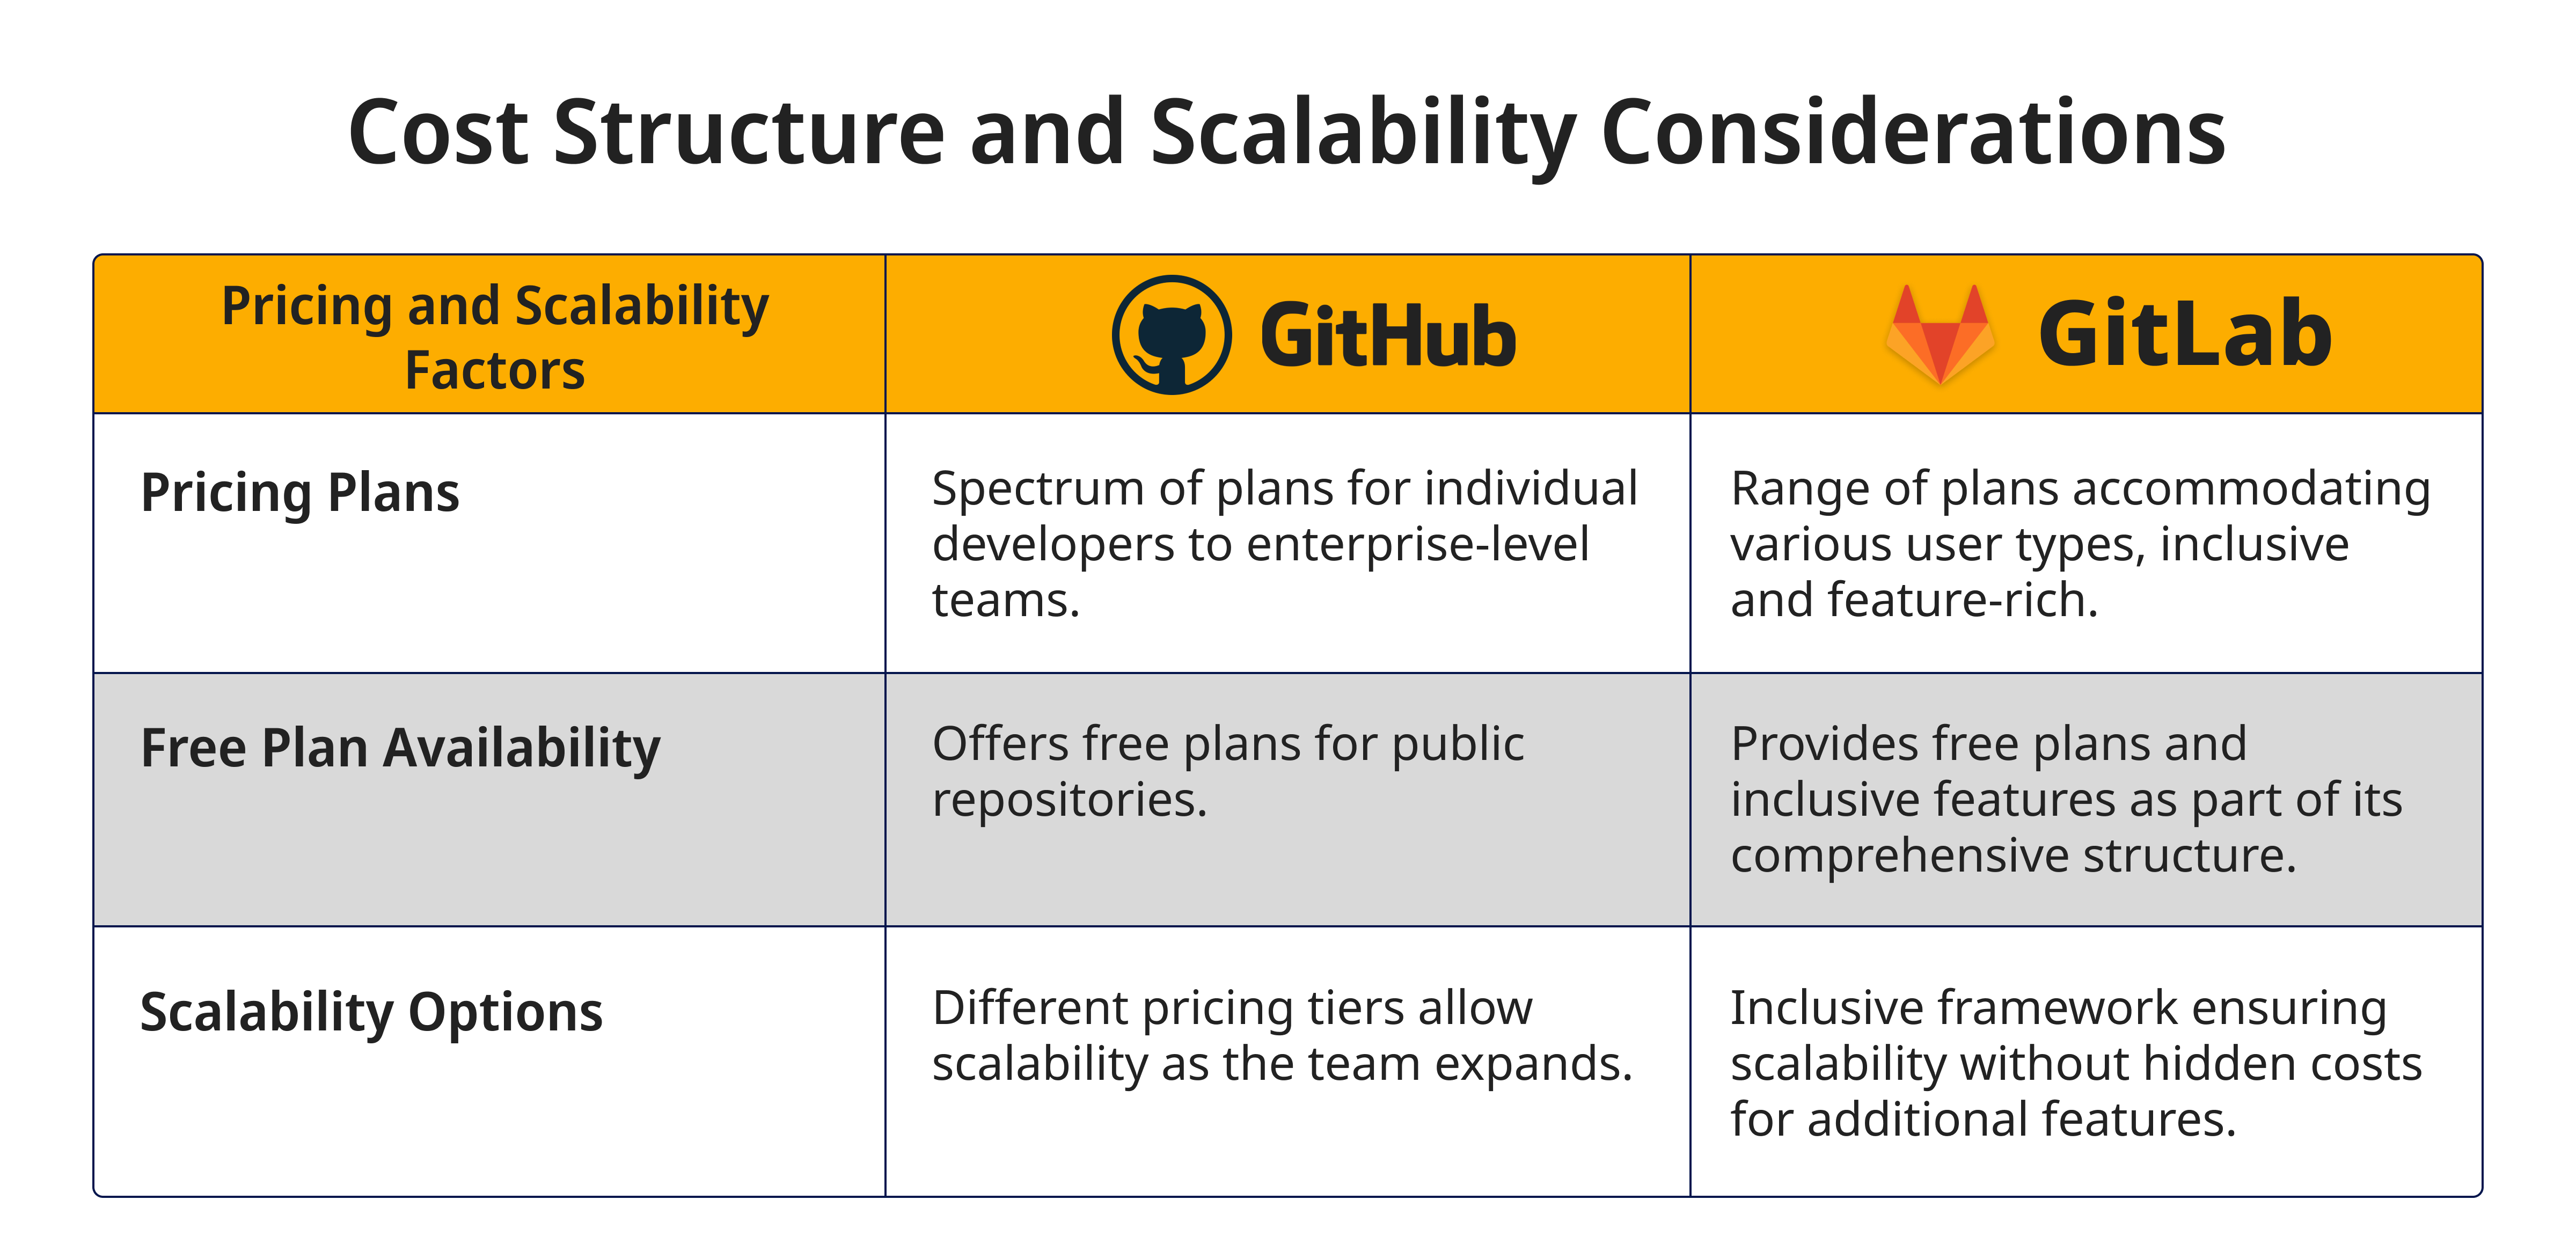 Cost Structure and Scalability Considerations
Pricing and Scalability
Factors
GitHub
GitLab
Pricing Plans
Spectrum of plans for individual
developers to enterprise-level
teams.
Range of plans accommodating
various user types, inclusive
and feature-rich.
Free Plan Availability
Offers free plans for public
repositories.
Provides free plans and
inclusive features as part of its
comprehensive structure.
Scalability Options
Different pricing tiers allow
scalability as the team expands.
Inclusive framework ensuring
scalability without hidden costs
for additional features.